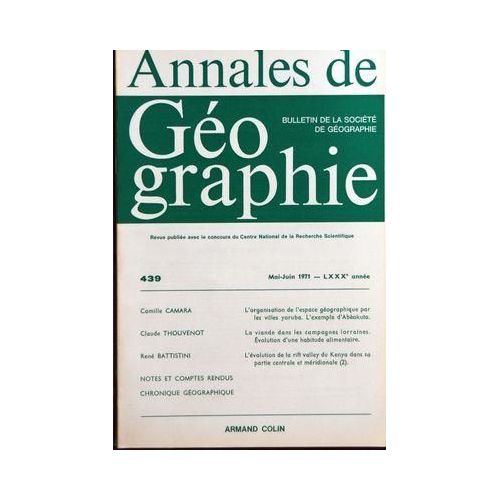 Annales de
Géo
graphie
BULLETIN DE LA SOCIÉTÉ
DE GÉOGRAPHIE
Revue publiée avec le concours du Centre National de la Recherche Scientifique
439
Mai-Juin 1971 — LXXXe année
Camille CAMARA
L'organisation de l'espace géographique par
les villes yoruba. L'exemple d'Abéokuta.
Claude THOUVENOT
La viande dans les campagnes lorraines.
Évolution d'une habitude alimentaire.
René BATTISTINI
L'évolution de la rift valley du Kenya dans sa
partie centrale et méridionale (2).
NOTES ET COMPTES RENDUS
CHRONIQUE GÉOGRAPHIQUE
ARMAND COLIN